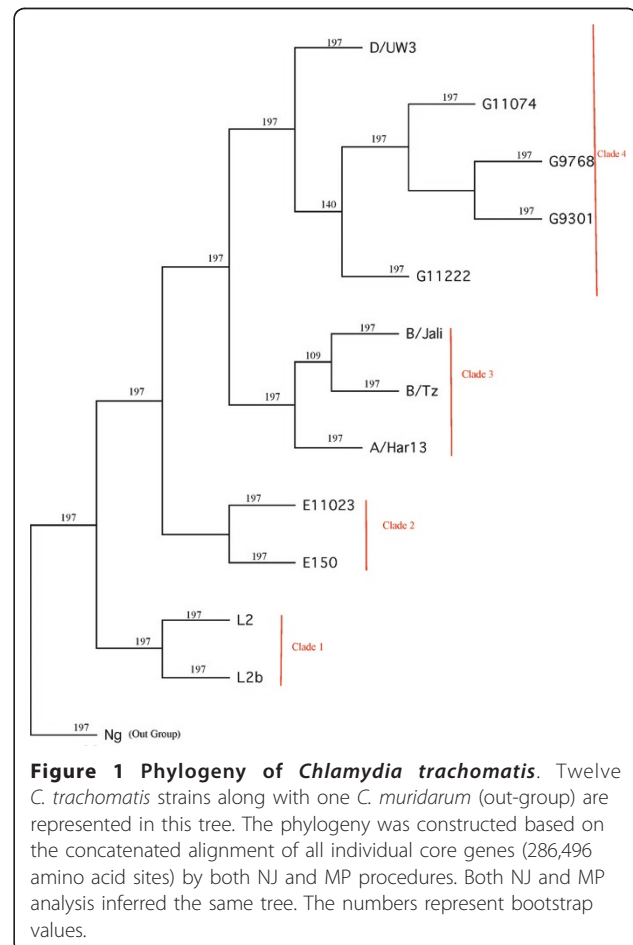 197
D/UW3
197
G11074
197
197
197
G9768
Clade 4
197
197
G9301
140
197
G11222
197
197
B/Jali
109
197
B/Tz
Clade 3
197
197
197
A/Har13
197
E11023
197
Clade 2
197
E150
197
197
L2
197
Clade 1
197
L2b
197
Ng (Out Group)
Figure 1 Phylogeny of Chlamydia trachomatis. Twelve
C. trachomatis strains along with one C. muridarum (out-group) are
represented in this tree. The phylogeny was constructed based on
the concatenated alignment of all individual core genes (286,496
amino acid sites) by both NJ and MP procedures. Both NJ and MP
analysis inferred the same tree. The numbers represent bootstrap
values.